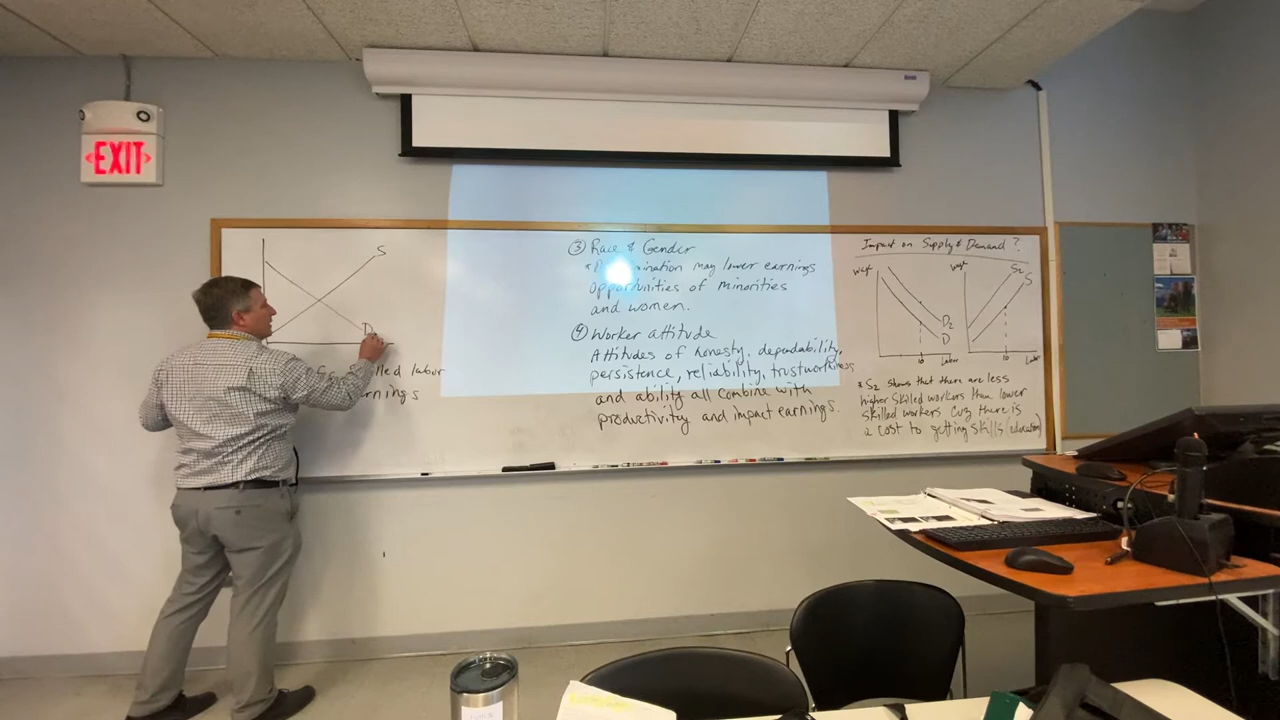 EXIT
S
D
skilled labor
③ Race & Gender
may lower earnings
Opportunities of minorities
and women.
④ Worker attitude
Attitudes of honesty, dependability,
persistence, reliability, trustworthiness
and ability all combine with
productivity and impact earnings.
Impact on Supply & Demand?
Wage
D2
D
10 Labor
Wage
S2
S
10 Labor
* S2 shows that there are less
higher skilled workers than lower
skilled workers cuz there is
a cost to getting skills (education)